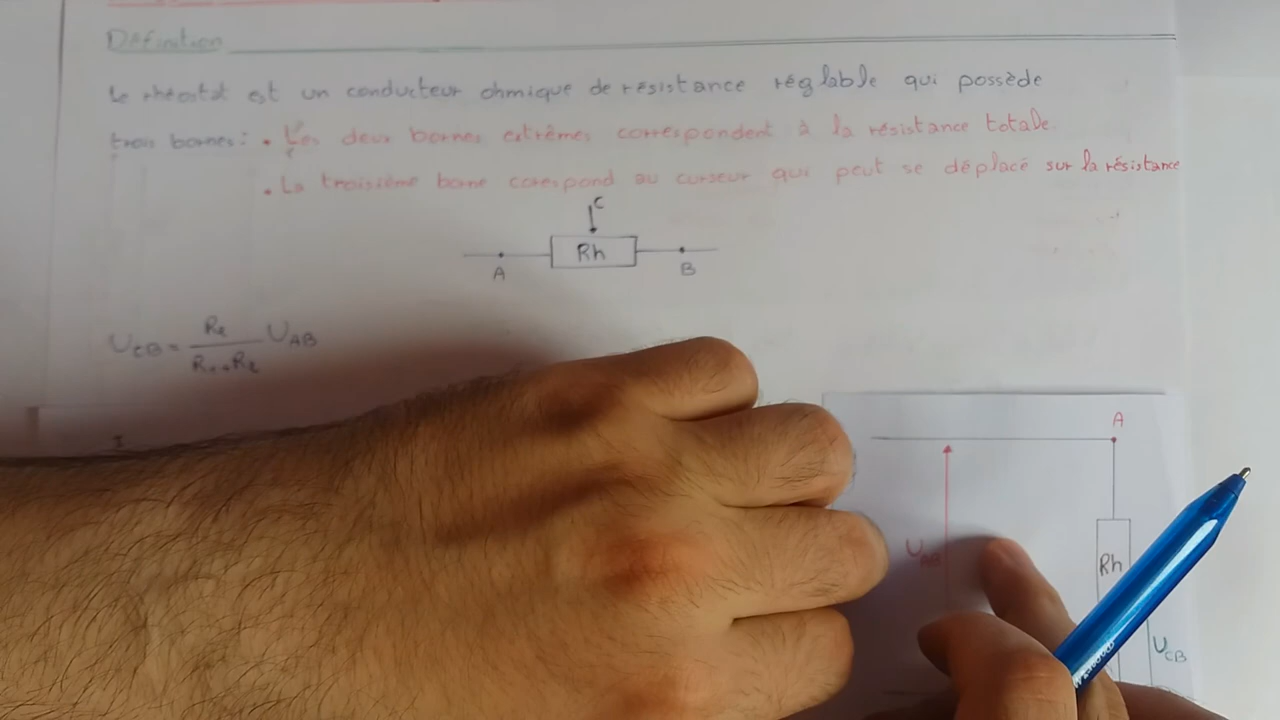 Définition
Le rhéostat est un conducteur ohmique de résistance réglable qui possède
trois bornes: • Les deux bornes extrêmes correspondent à la résistance totale
• La troisième borne corespond au curseur qui peut se déplacé sur la résistance
C
Rh
A B
U_CB = R₂ / (R₁ + R₂) U_AB
I
A
U_AB
Rh
U_CB